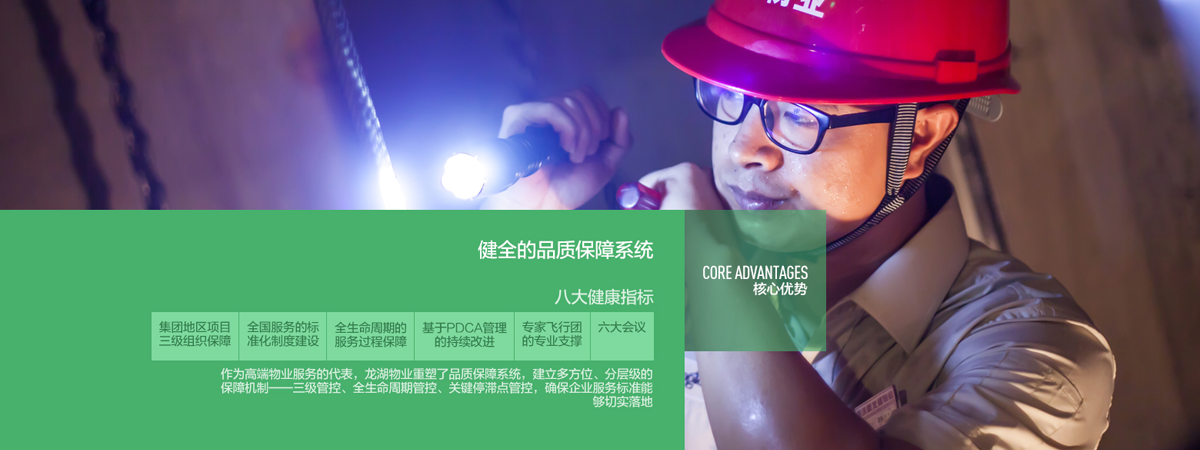 物业
健全的品质保障系统
CORE ADVANTAGES
核心优势
八大健康指标
集团地区项目
三级组织保障
全国服务的标
准化制度建设
全生命周期的
服务过程保障
基于PDCA管理
的持续改进
专家飞行团
的专业支撑
六大会议
作为高端物业服务的代表，龙湖物业重塑了品质保障系统，建立多方位、分层级的
保障机制——三级管控、全生命周期管控、关键停滞点管控，确保企业服务标准能
够切实落地